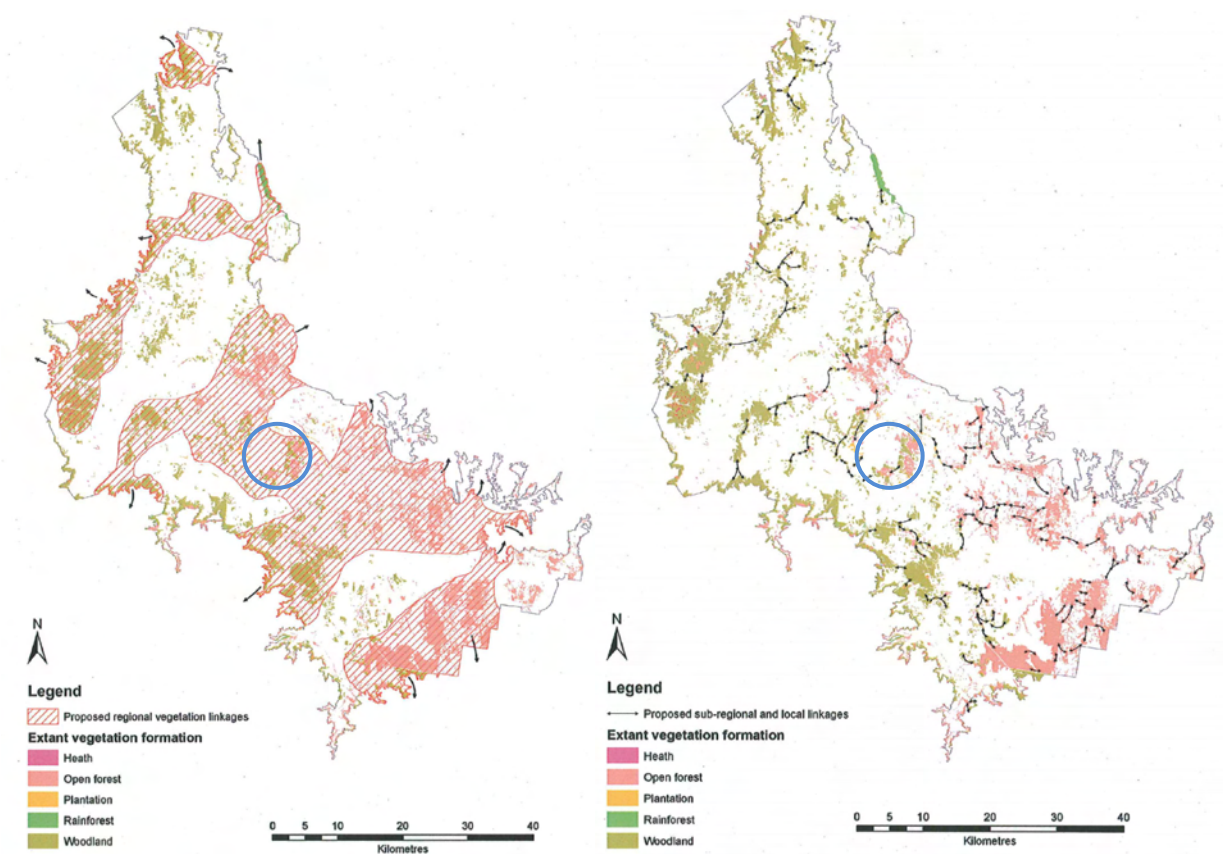 N
Legend
Proposed regional vegetation linkages
Extant vegetation formation
Heath
Open forest
Plantation
Rainforest
Woodland
0 5 10 20 30 40
Kilometres
N
Legend
Proposed sub-regional and local linkages
Extant vegetation formation
Heath
Open forest
Plantation
Rainforest
Woodland
0 5 10 20 30 40
Kilometres